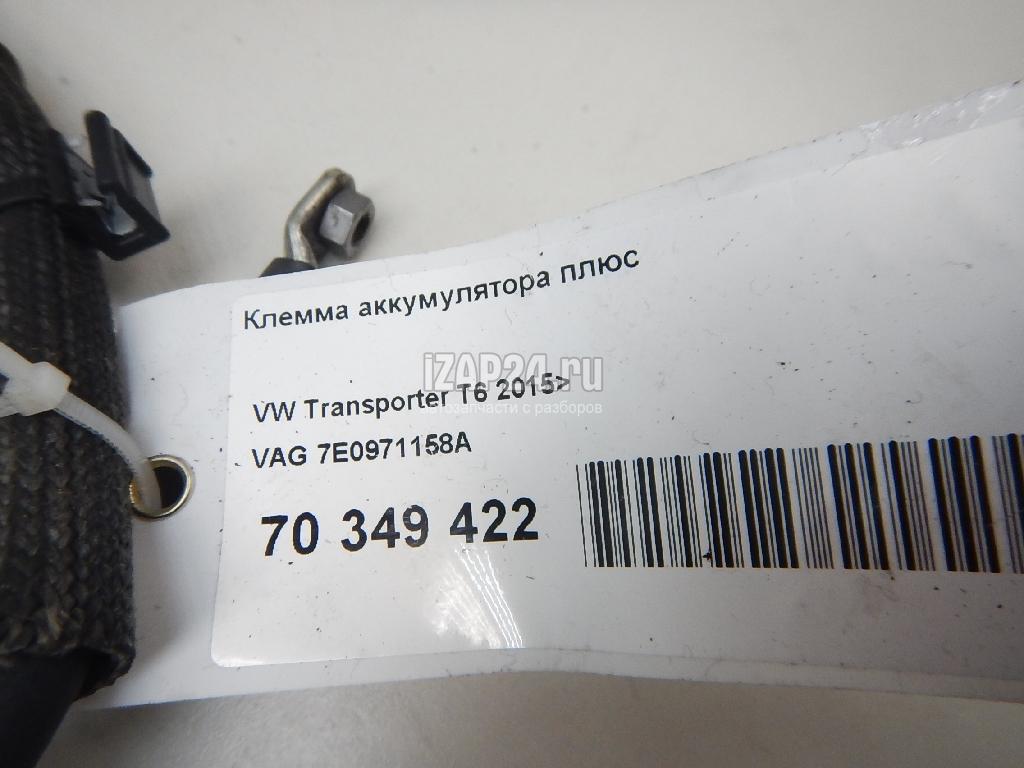 Клемма аккумулятора плюс
iZAP24.ru
VW Transporter T6 2015>
автозапчасти с разборов
VAG 7E0971158A
70 349 422